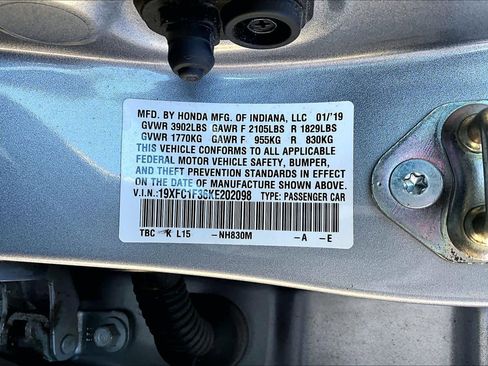 MFD. BY HONDA MFG. OF INDIANA, LLC 01/'19
GVWR 3902LBS GAWR F 2105LBS R 1829LBS
GVWR 1770KG GAWR F 955KG R 830KG
THIS VEHICLE CONFORMS TO ALL APPLICABLE
FEDERAL MOTOR VEHICLE SAFETY, BUMPER,
AND THEFT PREVENTION STANDARDS IN EFFECT
ON THE DATE OF MANUFACTURE SHOWN ABOVE.
V.I.N.:19XFC1F36KE202098 TYPE: PASSENGER CAR
TBC K L15 -NH830M -A -E